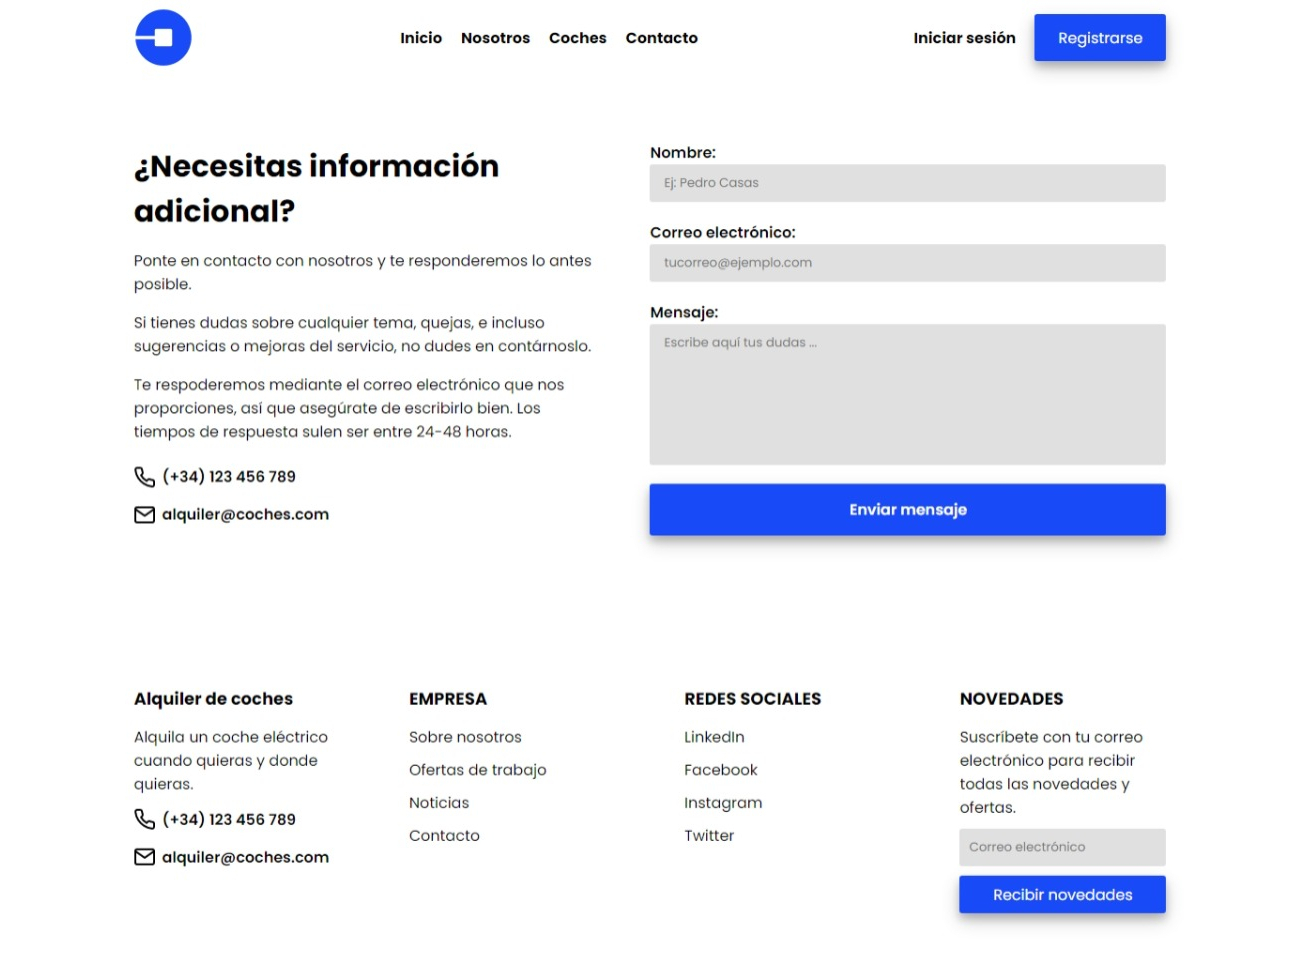 Inicio Nosotros Coches Contacto Iniciar sesión Registrarse
¿Necesitas información
adicional?
Ponte en contacto con nosotros y te responderemos lo antes
posible.
Si tienes dudas sobre cualquier tema, quejas, e incluso
sugerencias o mejoras del servicio, no dudes en contárnoslo.
Te respoderemos mediante el correo electrónico que nos
proporciones, así que asegúrate de escribirlo bien. Los
tiempos de respuesta sulen ser entre 24-48 horas.
(+34) 123 456 789
alquiler@coches.com
Nombre:
Ej: Pedro Casas
Correo electrónico:
tucorreo@ejemplo.com
Mensaje:
Escribe aquí tus dudas ...
Enviar mensaje
Alquiler de coches
Alquila un coche eléctrico
cuando quieras y donde
quieras.
(+34) 123 456 789
alquiler@coches.com
EMPRESA
Sobre nosotros
Ofertas de trabajo
Noticias
Contacto
REDES SOCIALES
LinkedIn
Facebook
Instagram
Twitter
NOVEDADES
Suscríbete con tu correo
electrónico para recibir
todas las novedades y
ofertas.
Correo electrónico
Recibir novedades